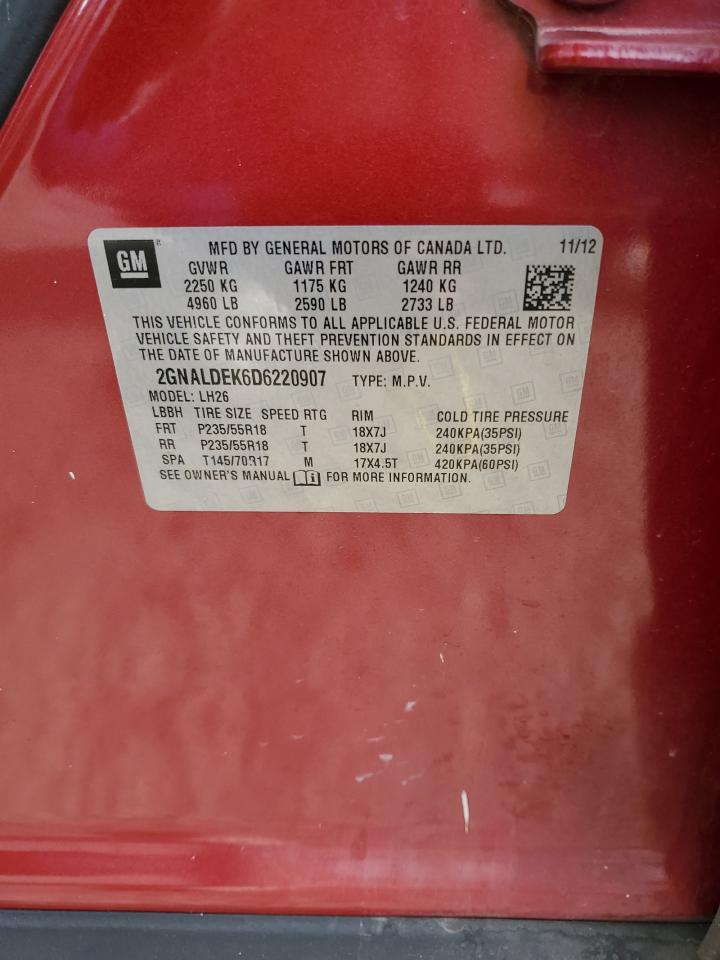 GM ® MFD BY GENERAL MOTORS OF CANADA LTD. 11/12
GVWR GAWR FRT GAWR RR
2250 KG 1175 KG 1240 KG
4960 LB 2590 LB 2733 LB
THIS VEHICLE CONFORMS TO ALL APPLICABLE U.S. FEDERAL MOTOR
VEHICLE SAFETY AND THEFT PREVENTION STANDARDS IN EFFECT ON
THE DATE OF MANUFACTURE SHOWN ABOVE.
2GNALDEK6D6220907 TYPE: M.P.V.
MODEL: LH26
LBBH TIRE SIZE SPEED RTG RIM COLD TIRE PRESSURE
FRT P235/55R18 T 18X7J 240KPA(35PSI)
RR P235/55R18 T 18X7J 240KPA(35PSI)
SPA T145/70R17 M 17X4.5T 420KPA(60PSI)
SEE OWNER'S MANUAL i FOR MORE INFORMATION.